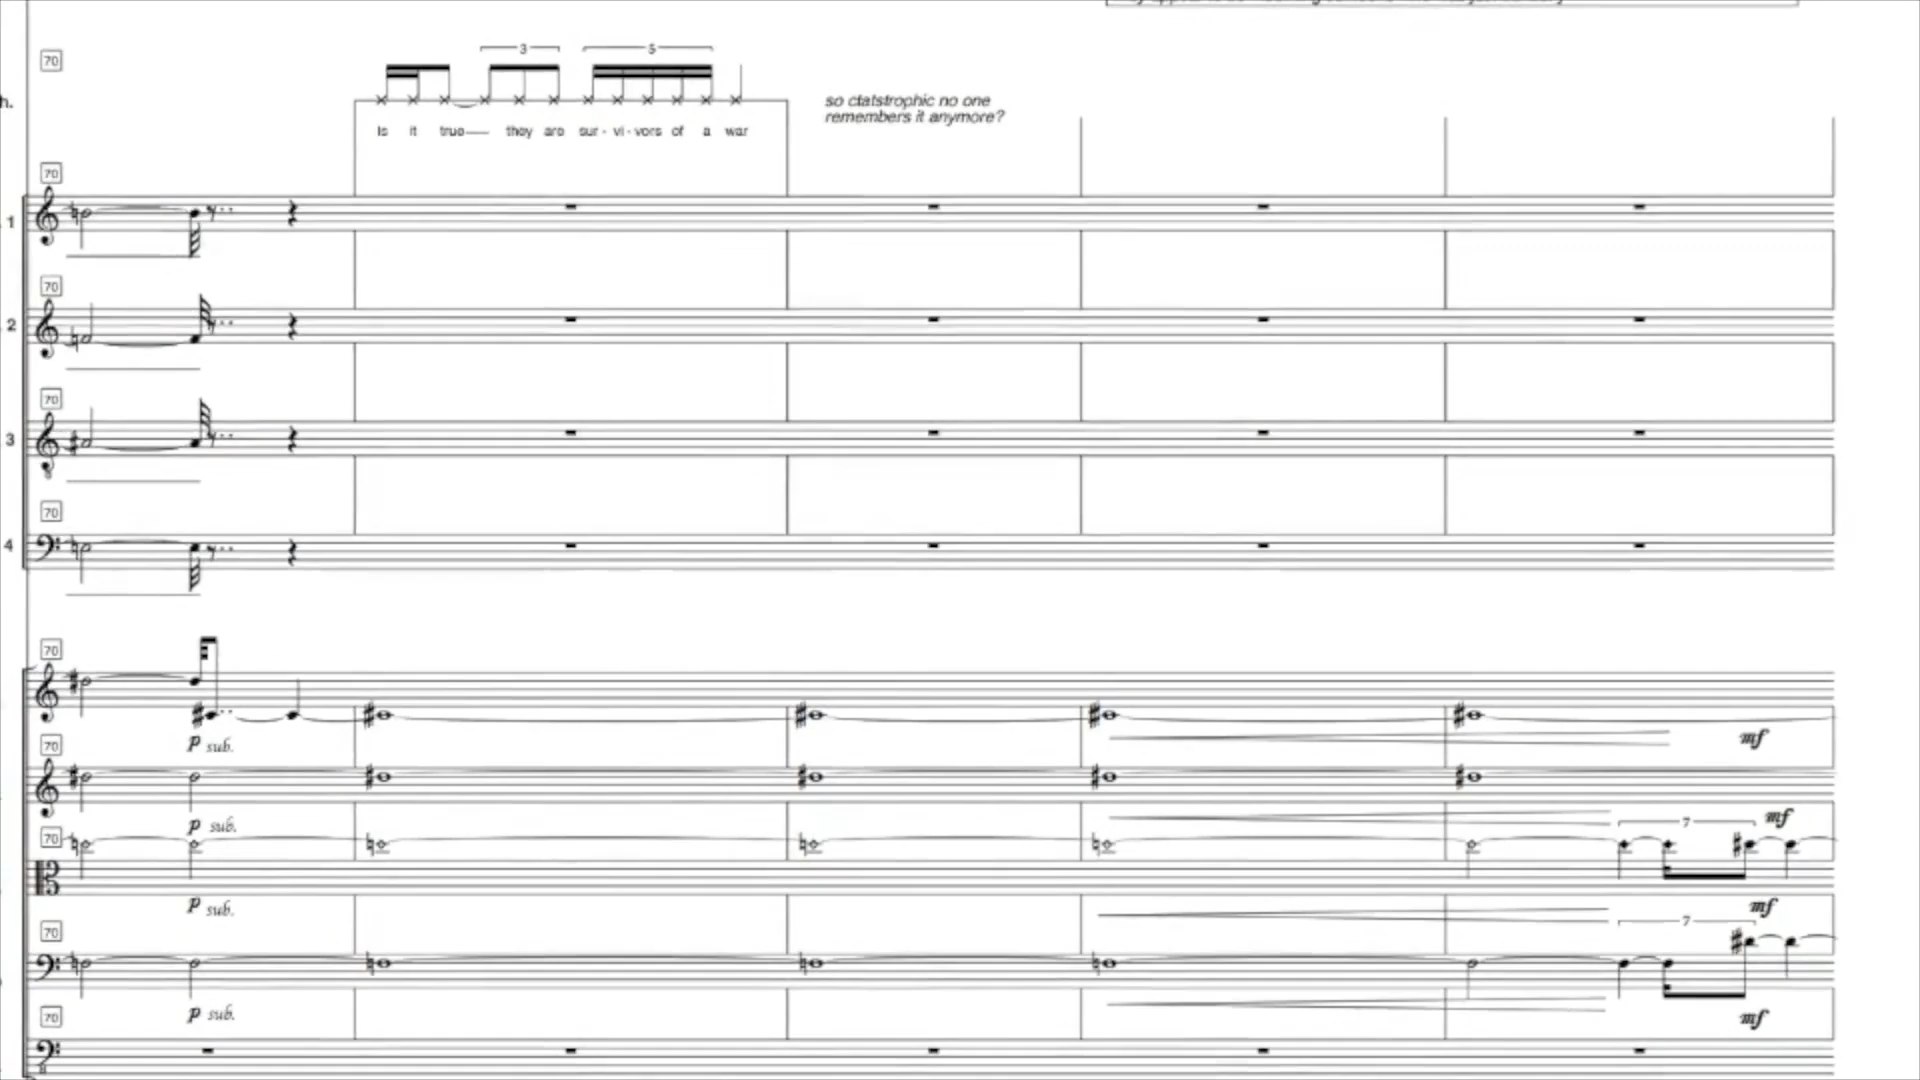 70
3
5
h.
so ctatstrophic no one
remembers it anymore?
Is it true— they are sur - vi - vors of a war
70
1
70
2
70
3
70
4
70
p sub.
mf
70
p sub.
mf
70
7
p sub.
mf
70
7
p sub.
mf
70